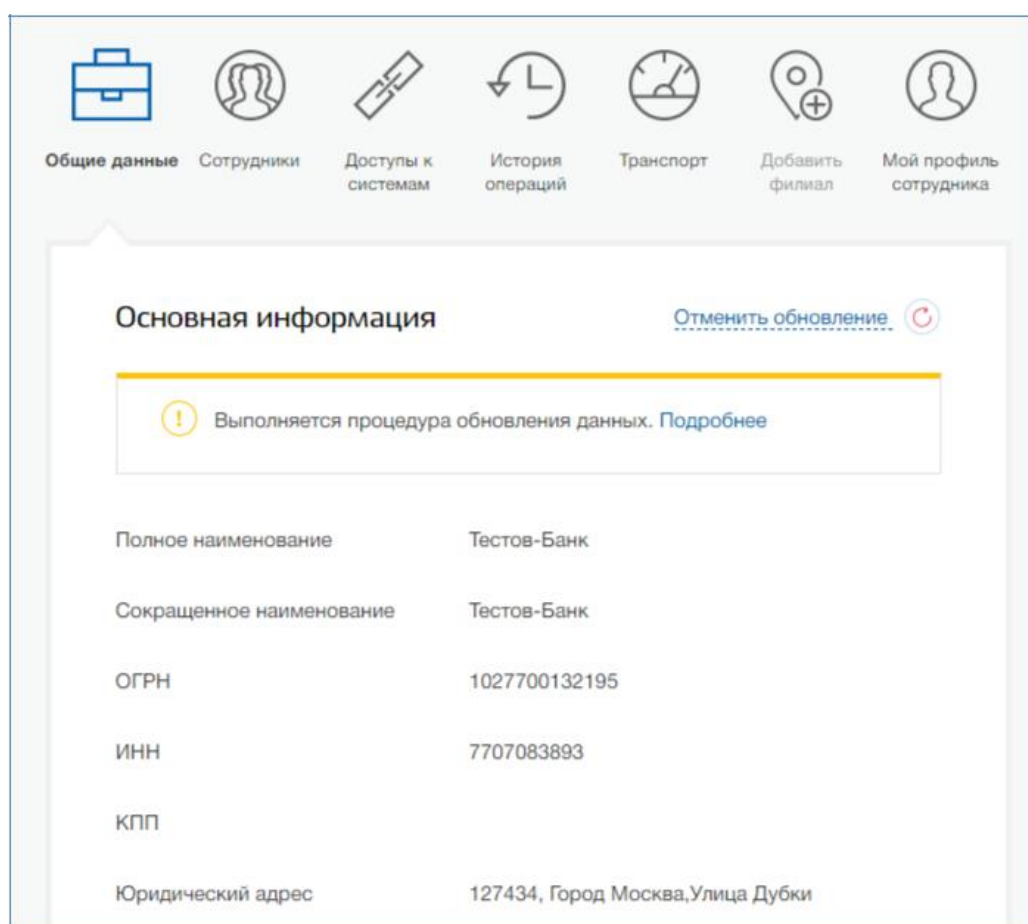 Общие данные
Сотрудники
Доступы к
системам
История
операций
Транспорт
Добавить
филиал
Мой профиль
сотрудника
Основная информация
Отменить обновление
! Выполняется процедура обновления данных. Подробнее
Полное наименование Тестов-Банк
Сокращенное наименование Тестов-Банк
ОГРН 1027700132195
ИНН 7707083893
КПП
Юридический адрес 127434, Город Москва,Улица Дубки